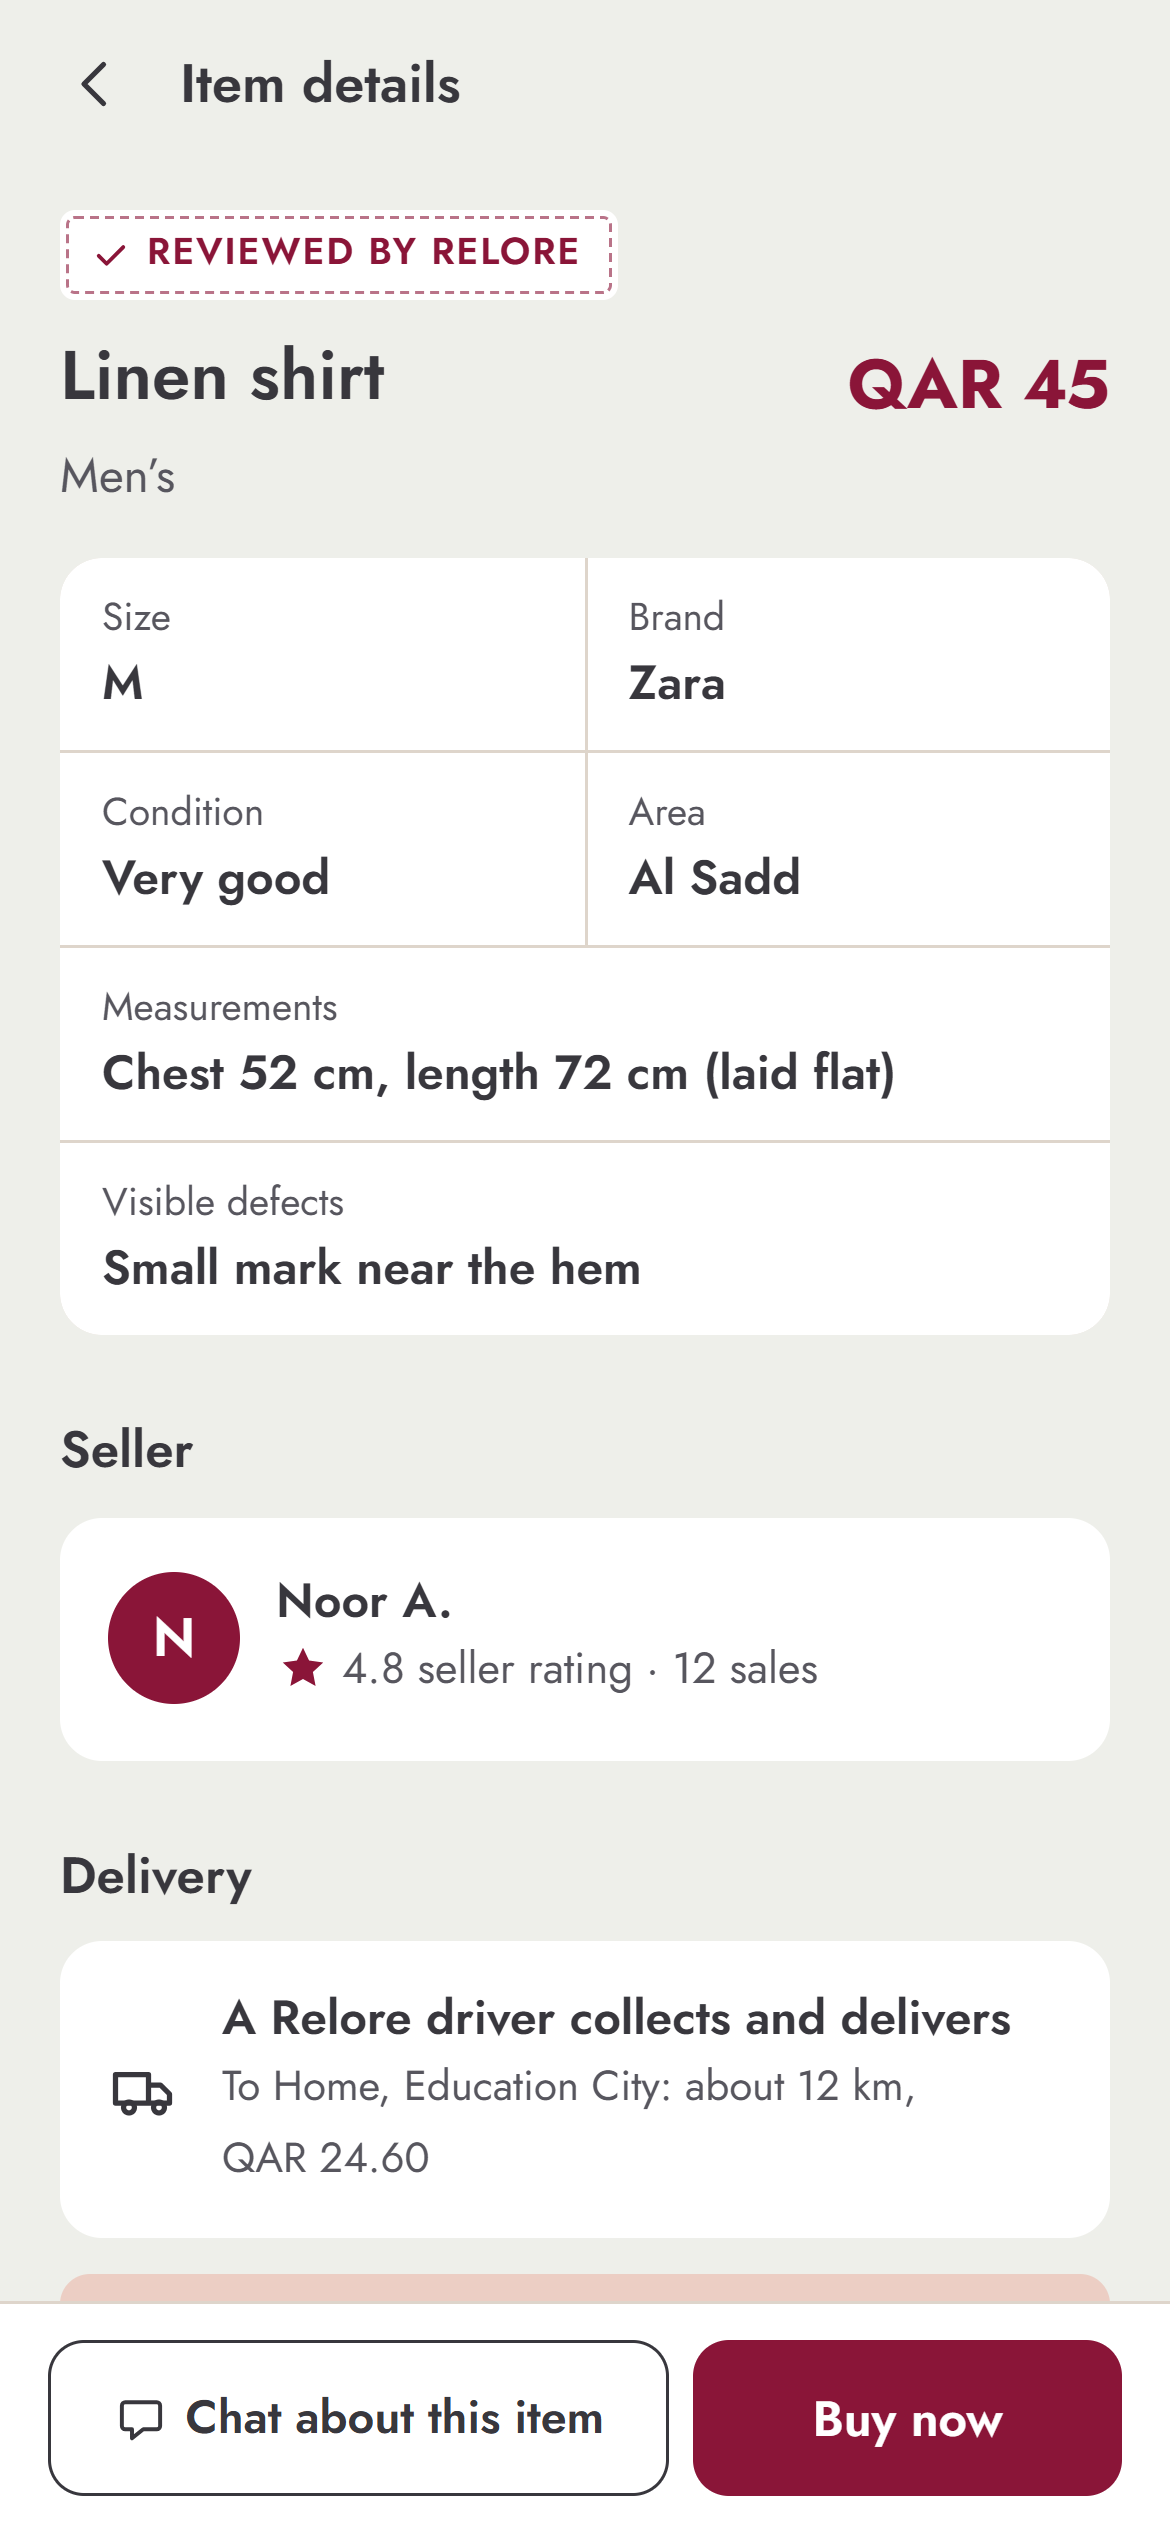 Item details
REVIEWED BY RELORE
Linen shirt
QAR 45
Men’s
Size
M
Brand
Zara
Condition
Very good
Area
Al Sadd
Measurements
Chest 52 cm, length 72 cm (laid flat)
Visible defects
Small mark near the hem
Seller
N
Noor A.
4.8 seller rating · 12 sales
Delivery
A Relore driver collects and delivers
To Home, Education City: about 12 km,
QAR 24.60
Chat about this item
Buy now